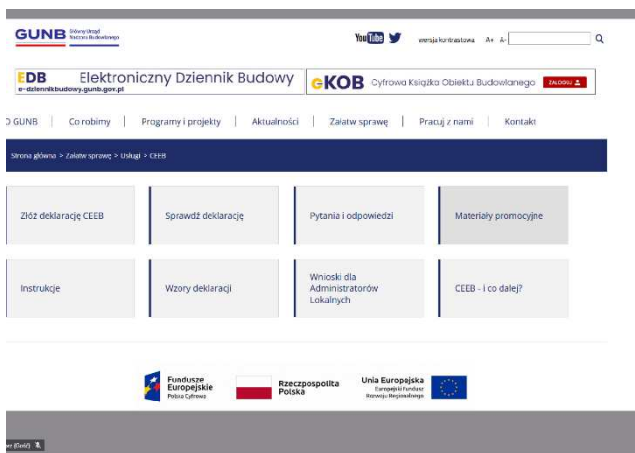 GUNB Główny Urząd
Nadzoru Budowlanego
YouTube
wersja kontrastowa A+ A-
EDB Elektroniczny Dziennik Budowy
e-dziennikbudowy.gunb.gov.pl
c-KOB Cyfrowa Książka Obiektu Budowlanego ZALOGUJ
O GUNB | Co robimy | Programy i projekty | Aktualności | Załatw sprawę | Pracuj z nami | Kontakt
Strona główna > Załatw sprawę > Usługi > CEEB
Złóż deklarację CEEB
Sprawdź deklarację
Pytania i odpowiedzi
Materiały promocyjne
Instrukcje
Wzory deklaracji
Wnioski dla
Administratorów
Lokalnych
CEEB - i co dalej?
Fundusze
Europejskie
Polska Cyfrowa
Rzeczpospolita
Polska
Unia Europejska
Europejski Fundusz
Rozwoju Regionalnego
(Gość)